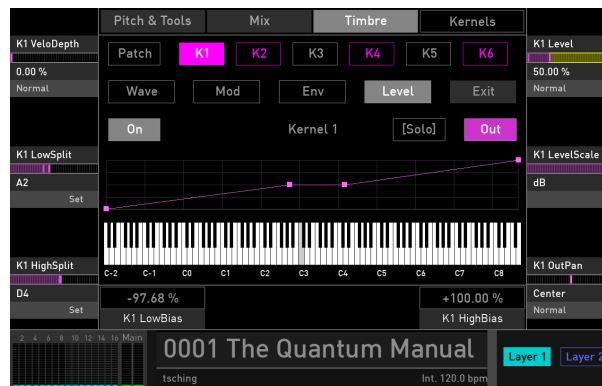 Pitch & Tools Mix Timbre Kernels
K1 VeloDepth
0.00 %
Normal
Patch K1 K2 K3 K4 K5 K6
K1 Level
50.00 %
Normal
Wave Mod Env Level Exit
On Kernel 1 [Solo] Out
K1 LowSplit
A2
Set
K1 LevelScale
dB
K1 HighSplit
D4
Set
C-2 C-1 C0 C1 C2 C3 C4 C5 C6 C7 C8
K1 OutPan
Center
Normal
-97.68 %
K1 LowBias
+100.00 %
K1 HighBias
2 4 6 8 10 12 14 16 Main
0001 The Quantum Manual
tsching Int. 120.0 bpm
Layer 1 Layer 2